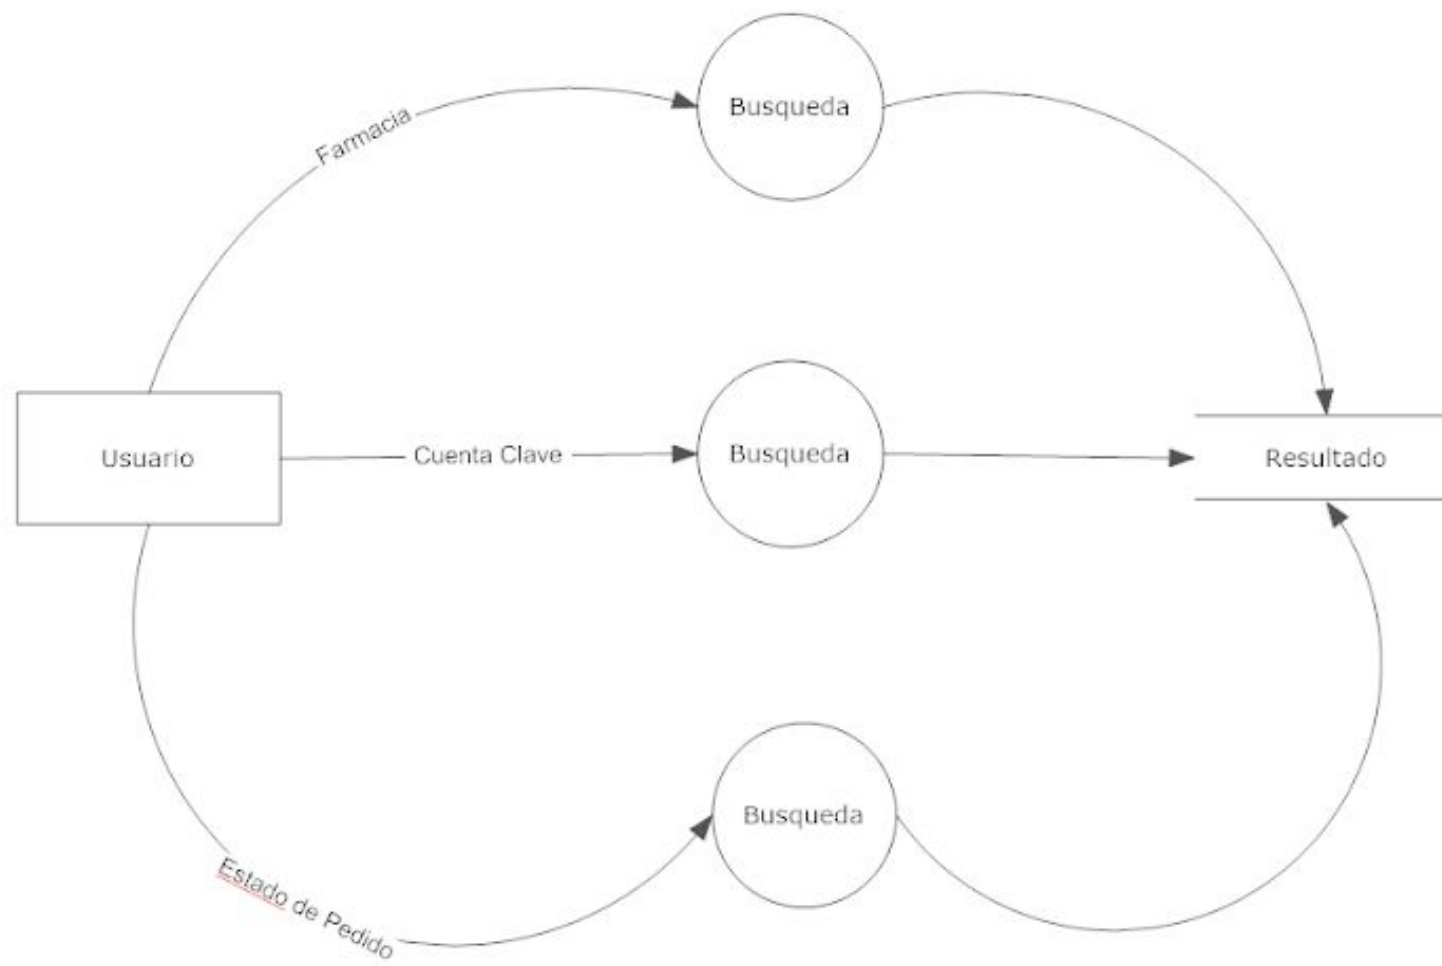 Busqueda
Farmacia
Usuario
Cuenta Clave
Busqueda
Resultado
Busqueda
Estado de Pedido